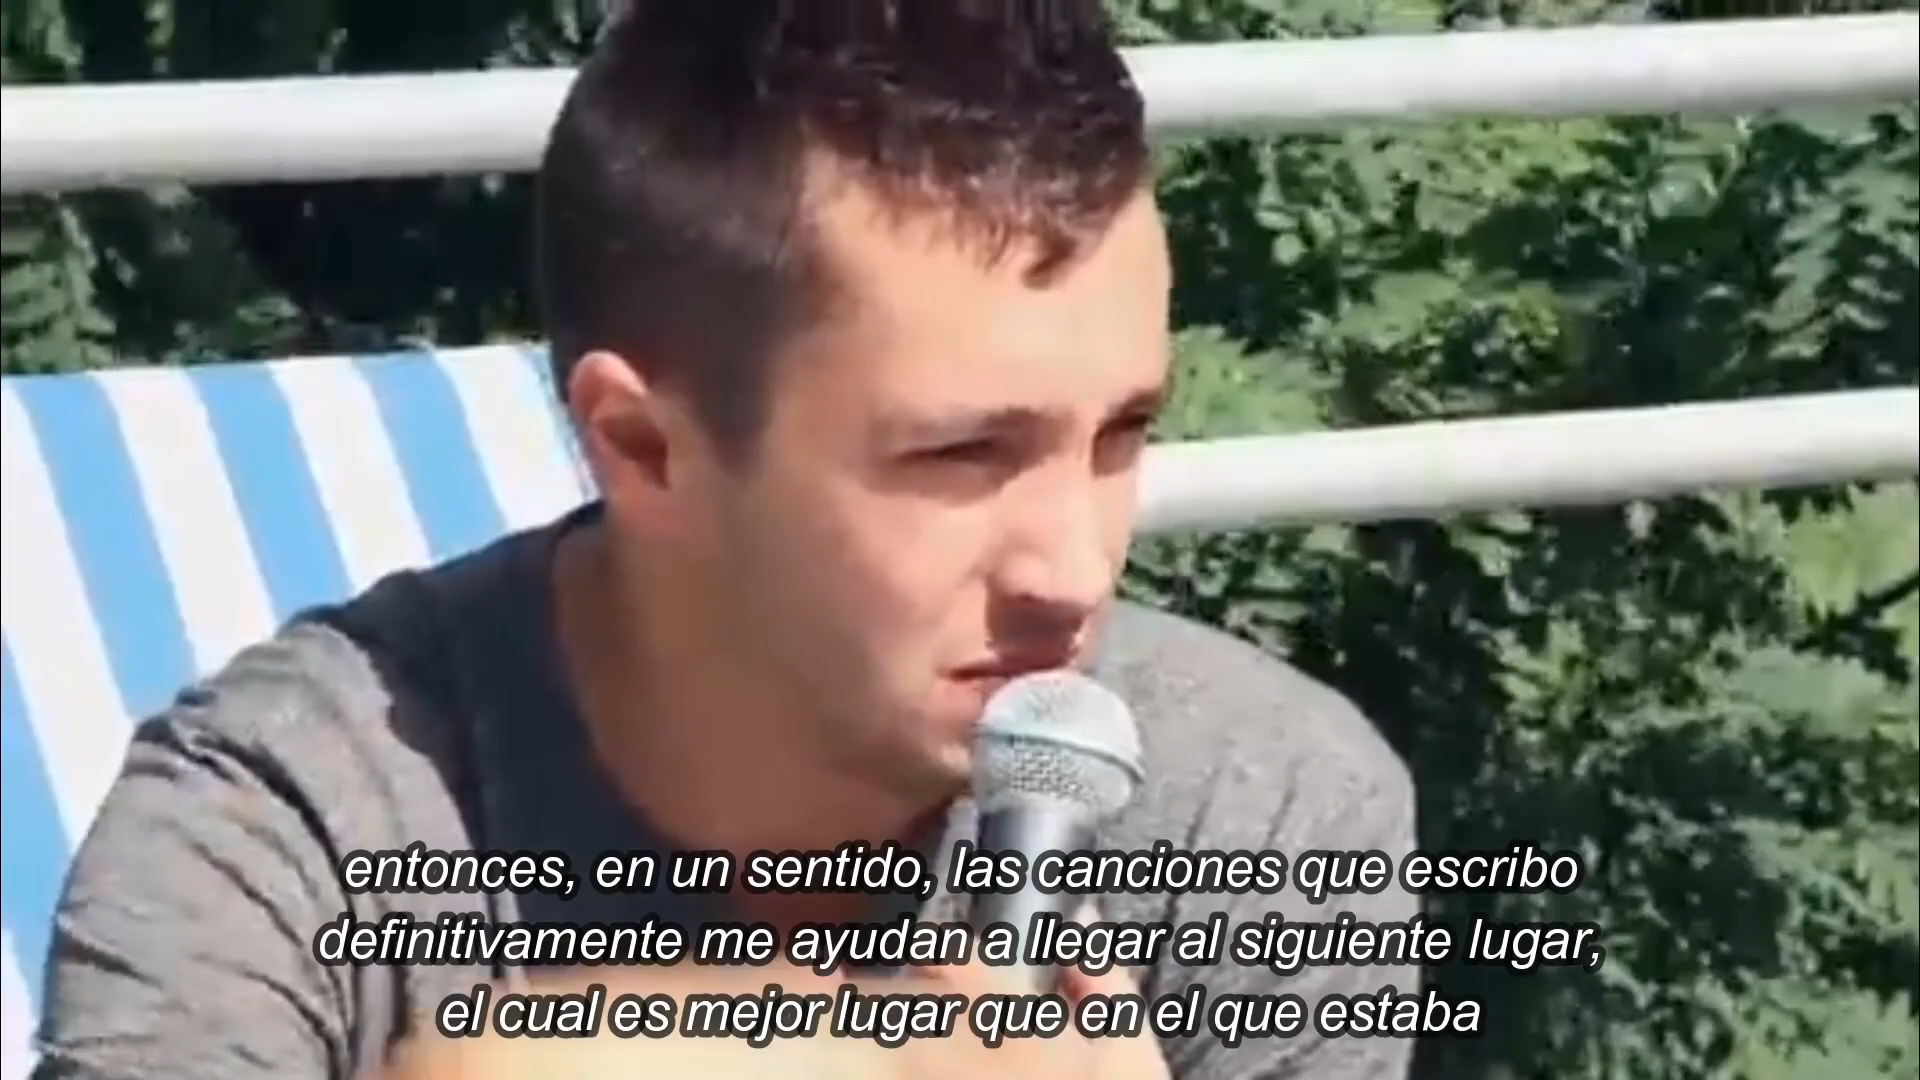 entonces, en un sentido, las canciones que escribo
definitivamente me ayudan a llegar al siguiente lugar,
el cual es mejor lugar que en el que estaba